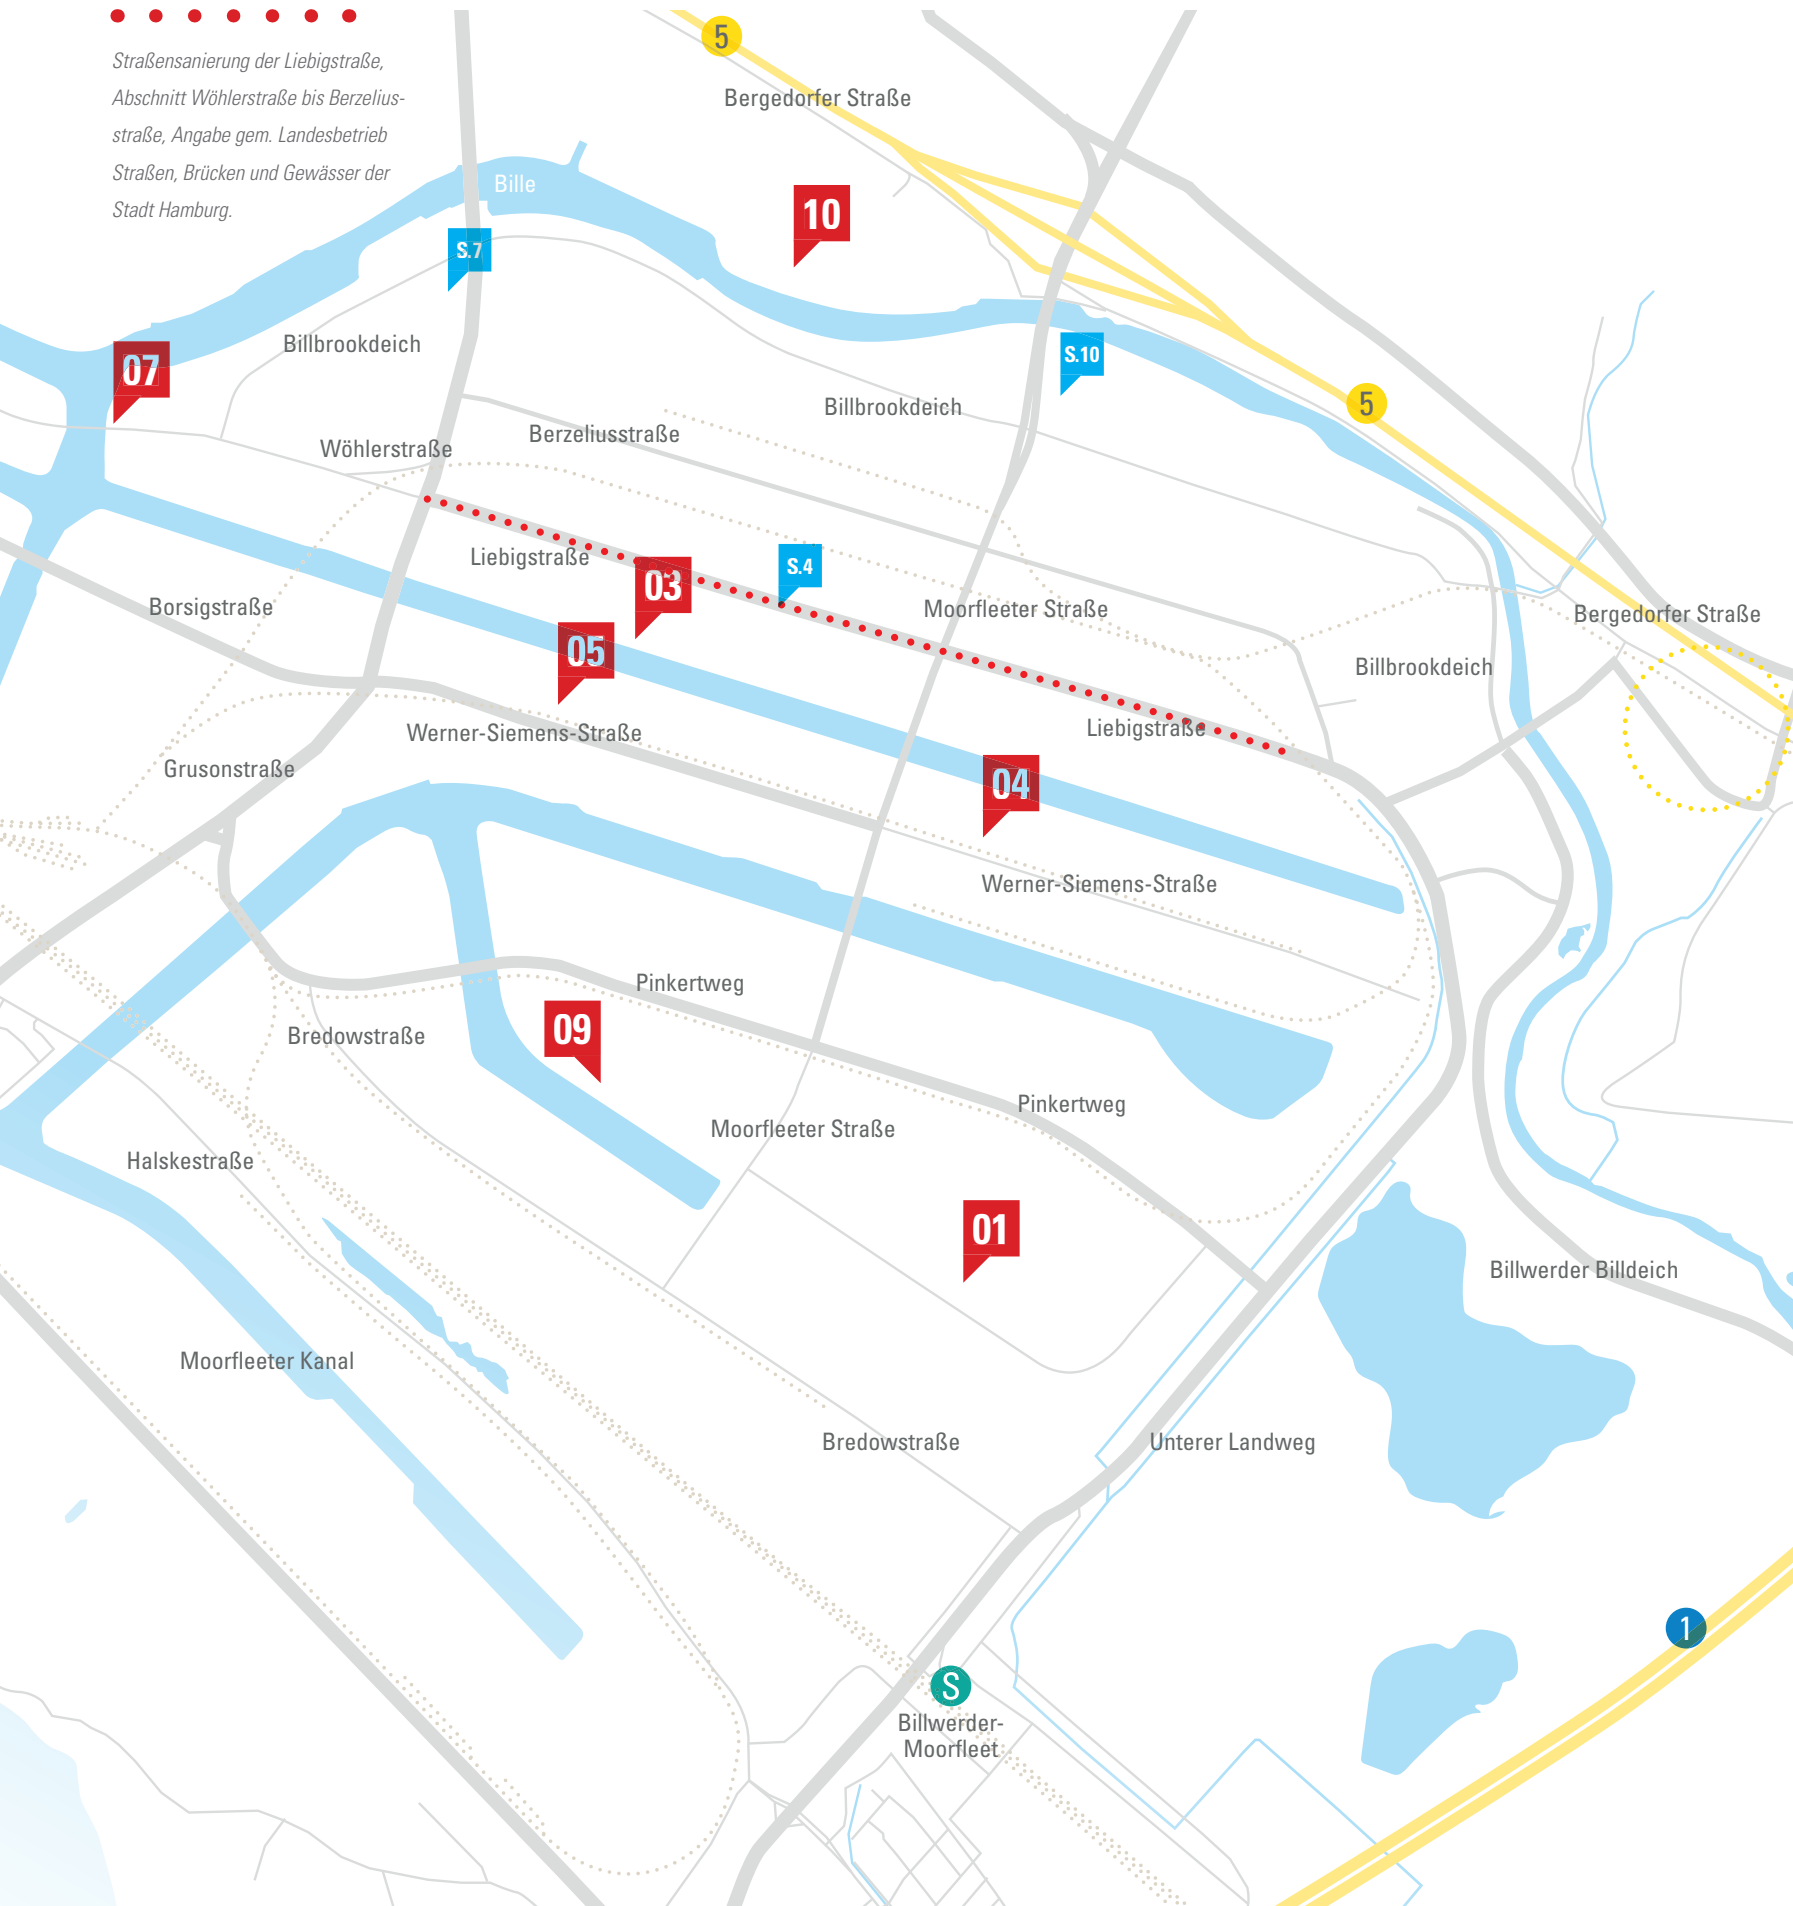 Straßensanierung der Liebigstraße,
Abschnitt Wöhlerstraße bis Berzelius-
straße, Angabe gem. Landesbetrieb
Straßen, Brücken und Gewässer der
Stadt Hamburg.
5
Bergedorfer Straße
Bille
10
S.7
Billbrookdeich
07
S.10
Billbrookdeich
5
Berzeliusstraße
Wöhlerstraße
Liebigstraße
S.4
03
Borsigstraße
Moorfleeter Straße
Bergedorfer Straße
05
Billbrookdeich
Werner-Siemens-Straße
Liebigstraße
Grusonstraße
04
Werner-Siemens-Straße
Pinkertweg
09
Bredowstraße
Pinkertweg
Moorfleeter Straße
Halskestraße
01
Billwerder Billdeich
Moorfleeter Kanal
Bredowstraße
Unterer Landweg
1
S
Billwerder-
Moorfleet